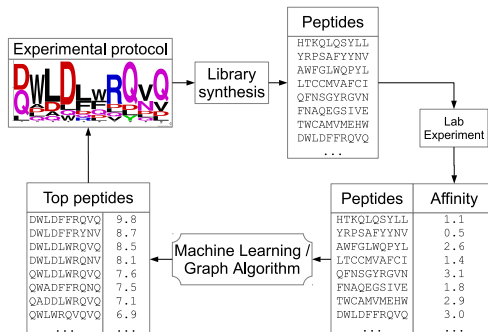 Experimental protocol
DWLDLWRQVQ
Library
synthesis
Peptides
HTKQLQSYLL
YRPSAFYYNV
AWFGLWQPYL
LTCCMVAFCI
QFNSGYRGVN
FNAQEGSIVE
TWCAMVMEHW
DWLDFFRQVQ
...
Lab
Experiment
Peptides Affinity
HTKQLQSYLL 1.1
YRPSAFYYNV 0.5
AWFGLWQPYL 2.6
LTCCMVAFCI 1.4
QFNSGYRGVN 3.1
FNAQEGSIVE 1.8
TWCAMVMEHW 2.9
DWLDFFRQVQ 3.0
... ...
Machine Learning /
Graph Algorithm
Top peptides
DWLDFFRQVQ 9.8
DWLDFFRYNV 8.7
DWLDLWRQVQ 8.5
DWLDLWRQVN 8.1
QWLDLWRQVQ 7.6
QWADFFRQNQ 7.5
QADDLWRQVQ 7.1
QWLWRQVQVQ 6.9
... ...